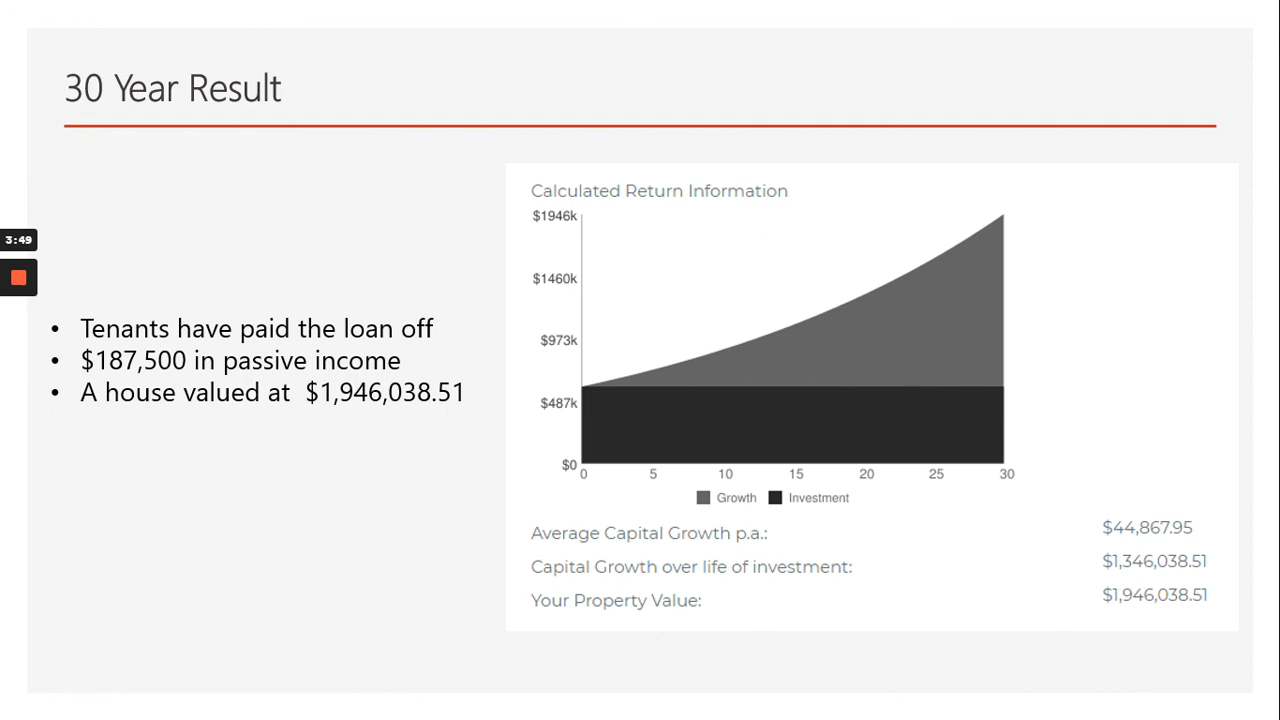 30 Year Result
3:49
• Tenants have paid the loan off
• $187,500 in passive income
• A house valued at $1,946,038.51
Calculated Return Information
$1946k
$1460k
$973k
$487k
$0
0 5 10 15 20 25 30
Growth Investment
Average Capital Growth p.a.: $44,867.95
Capital Growth over life of investment: $1,346,038.51
Your Property Value: $1,946,038.51